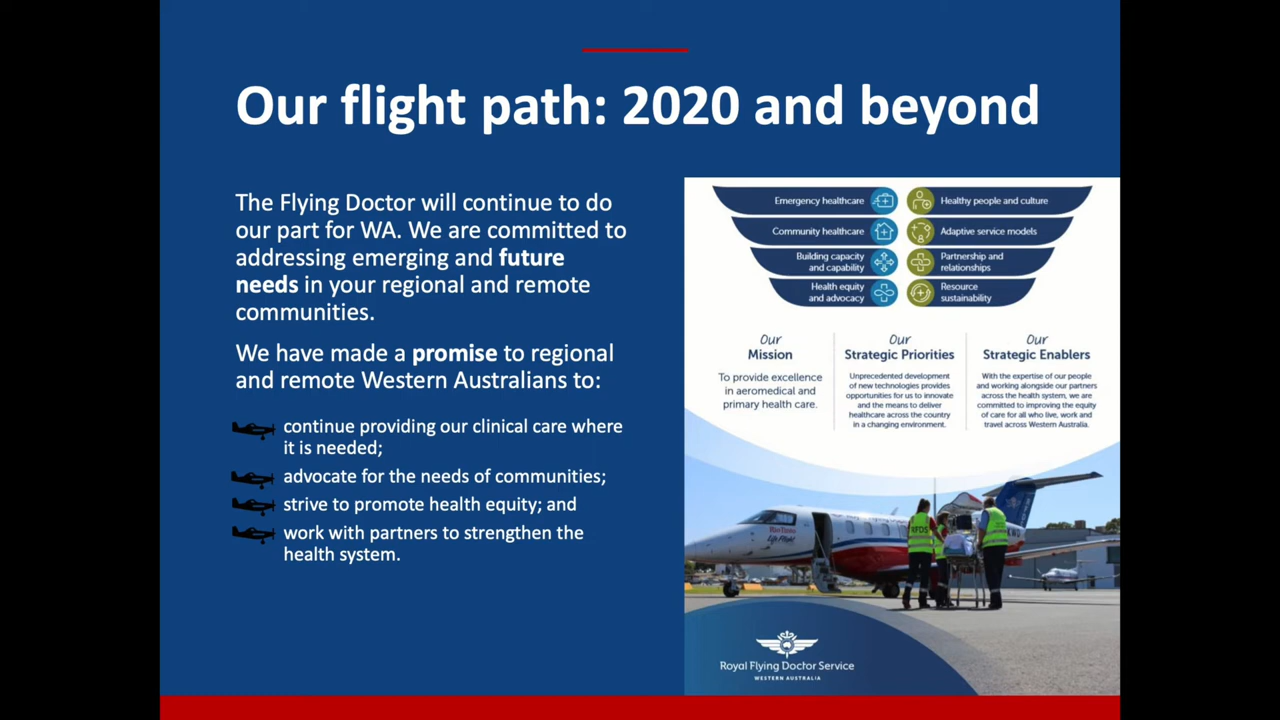 Our flight path: 2020 and beyond
The Flying Doctor will continue to do
our part for WA. We are committed to
addressing emerging and future
needs in your regional and remote
communities.
We have made a promise to regional
and remote Western Australians to:
continue providing our clinical care where
it is needed;
advocate for the needs of communities;
strive to promote health equity; and
work with partners to strengthen the
health system.
Emergency healthcare
Healthy people and culture
Community healthcare
Adaptive service models
Building capacity
and capability
Partnership and
relationships
Health equity
and advocacy
Resource
sustainability
Our
Mission
To provide excellence
in aeromedical and
primary health care.
Our
Strategic Priorities
Unprecedented development
of new technologies provides
opportunities for us to innovate
and the means to deliver
healthcare across the country
in a changing environment.
Our
Strategic Enablers
With the expertise of our people
and working alongside our partners
across the health system, we are
committed to improving the equity
of care for all who live, work and
travel across Western Australia.
RioTinto
Life Flight
RFDS
Royal Flying Doctor Service
WESTERN AUSTRALIA